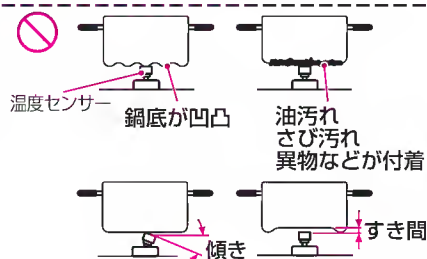 温度センサー
鍋底が凹凸
油汚れ
さび汚れ
異物などが付着
傾き
すき間